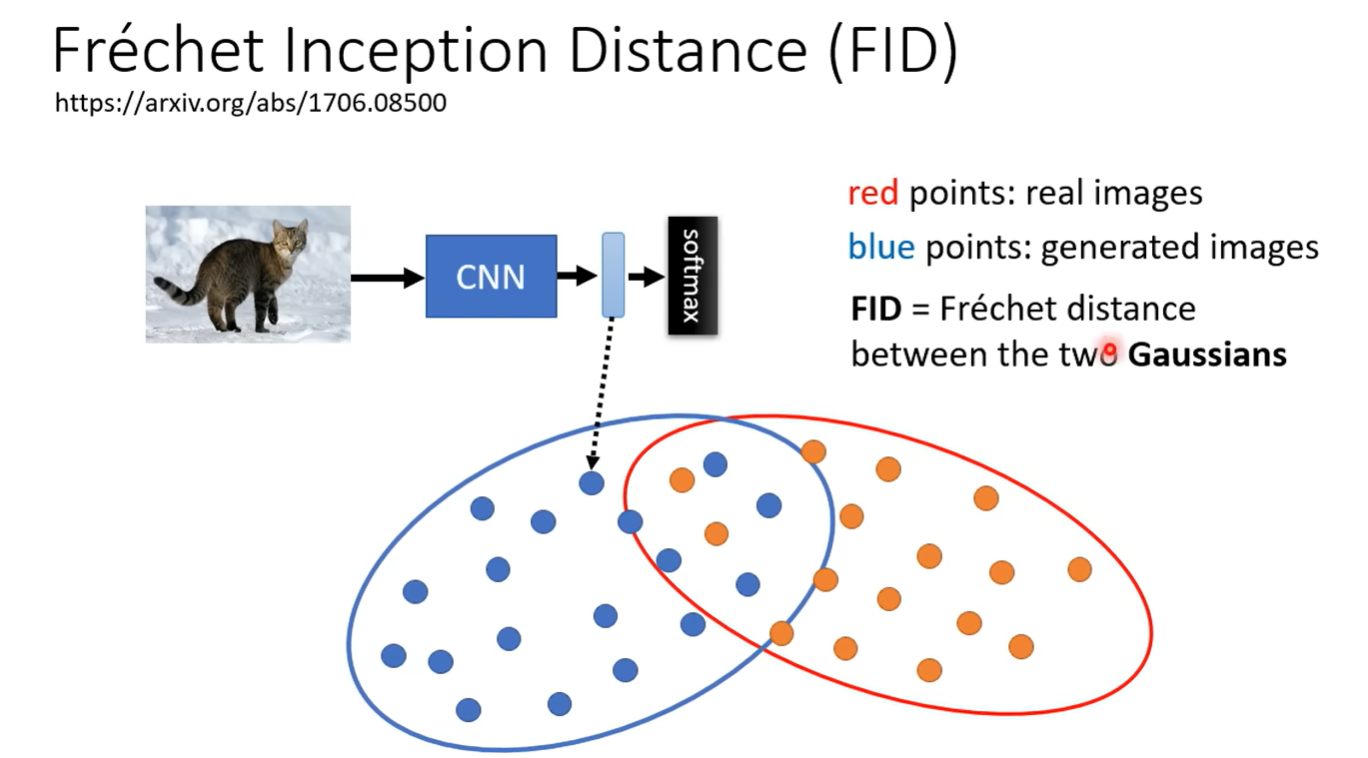 Fréchet Inception Distance (FID)
https://arxiv.org/abs/1706.08500
CNN
softmax
red points: real images
blue points: generated images
FID = Fréchet distance
between the two Gaussians